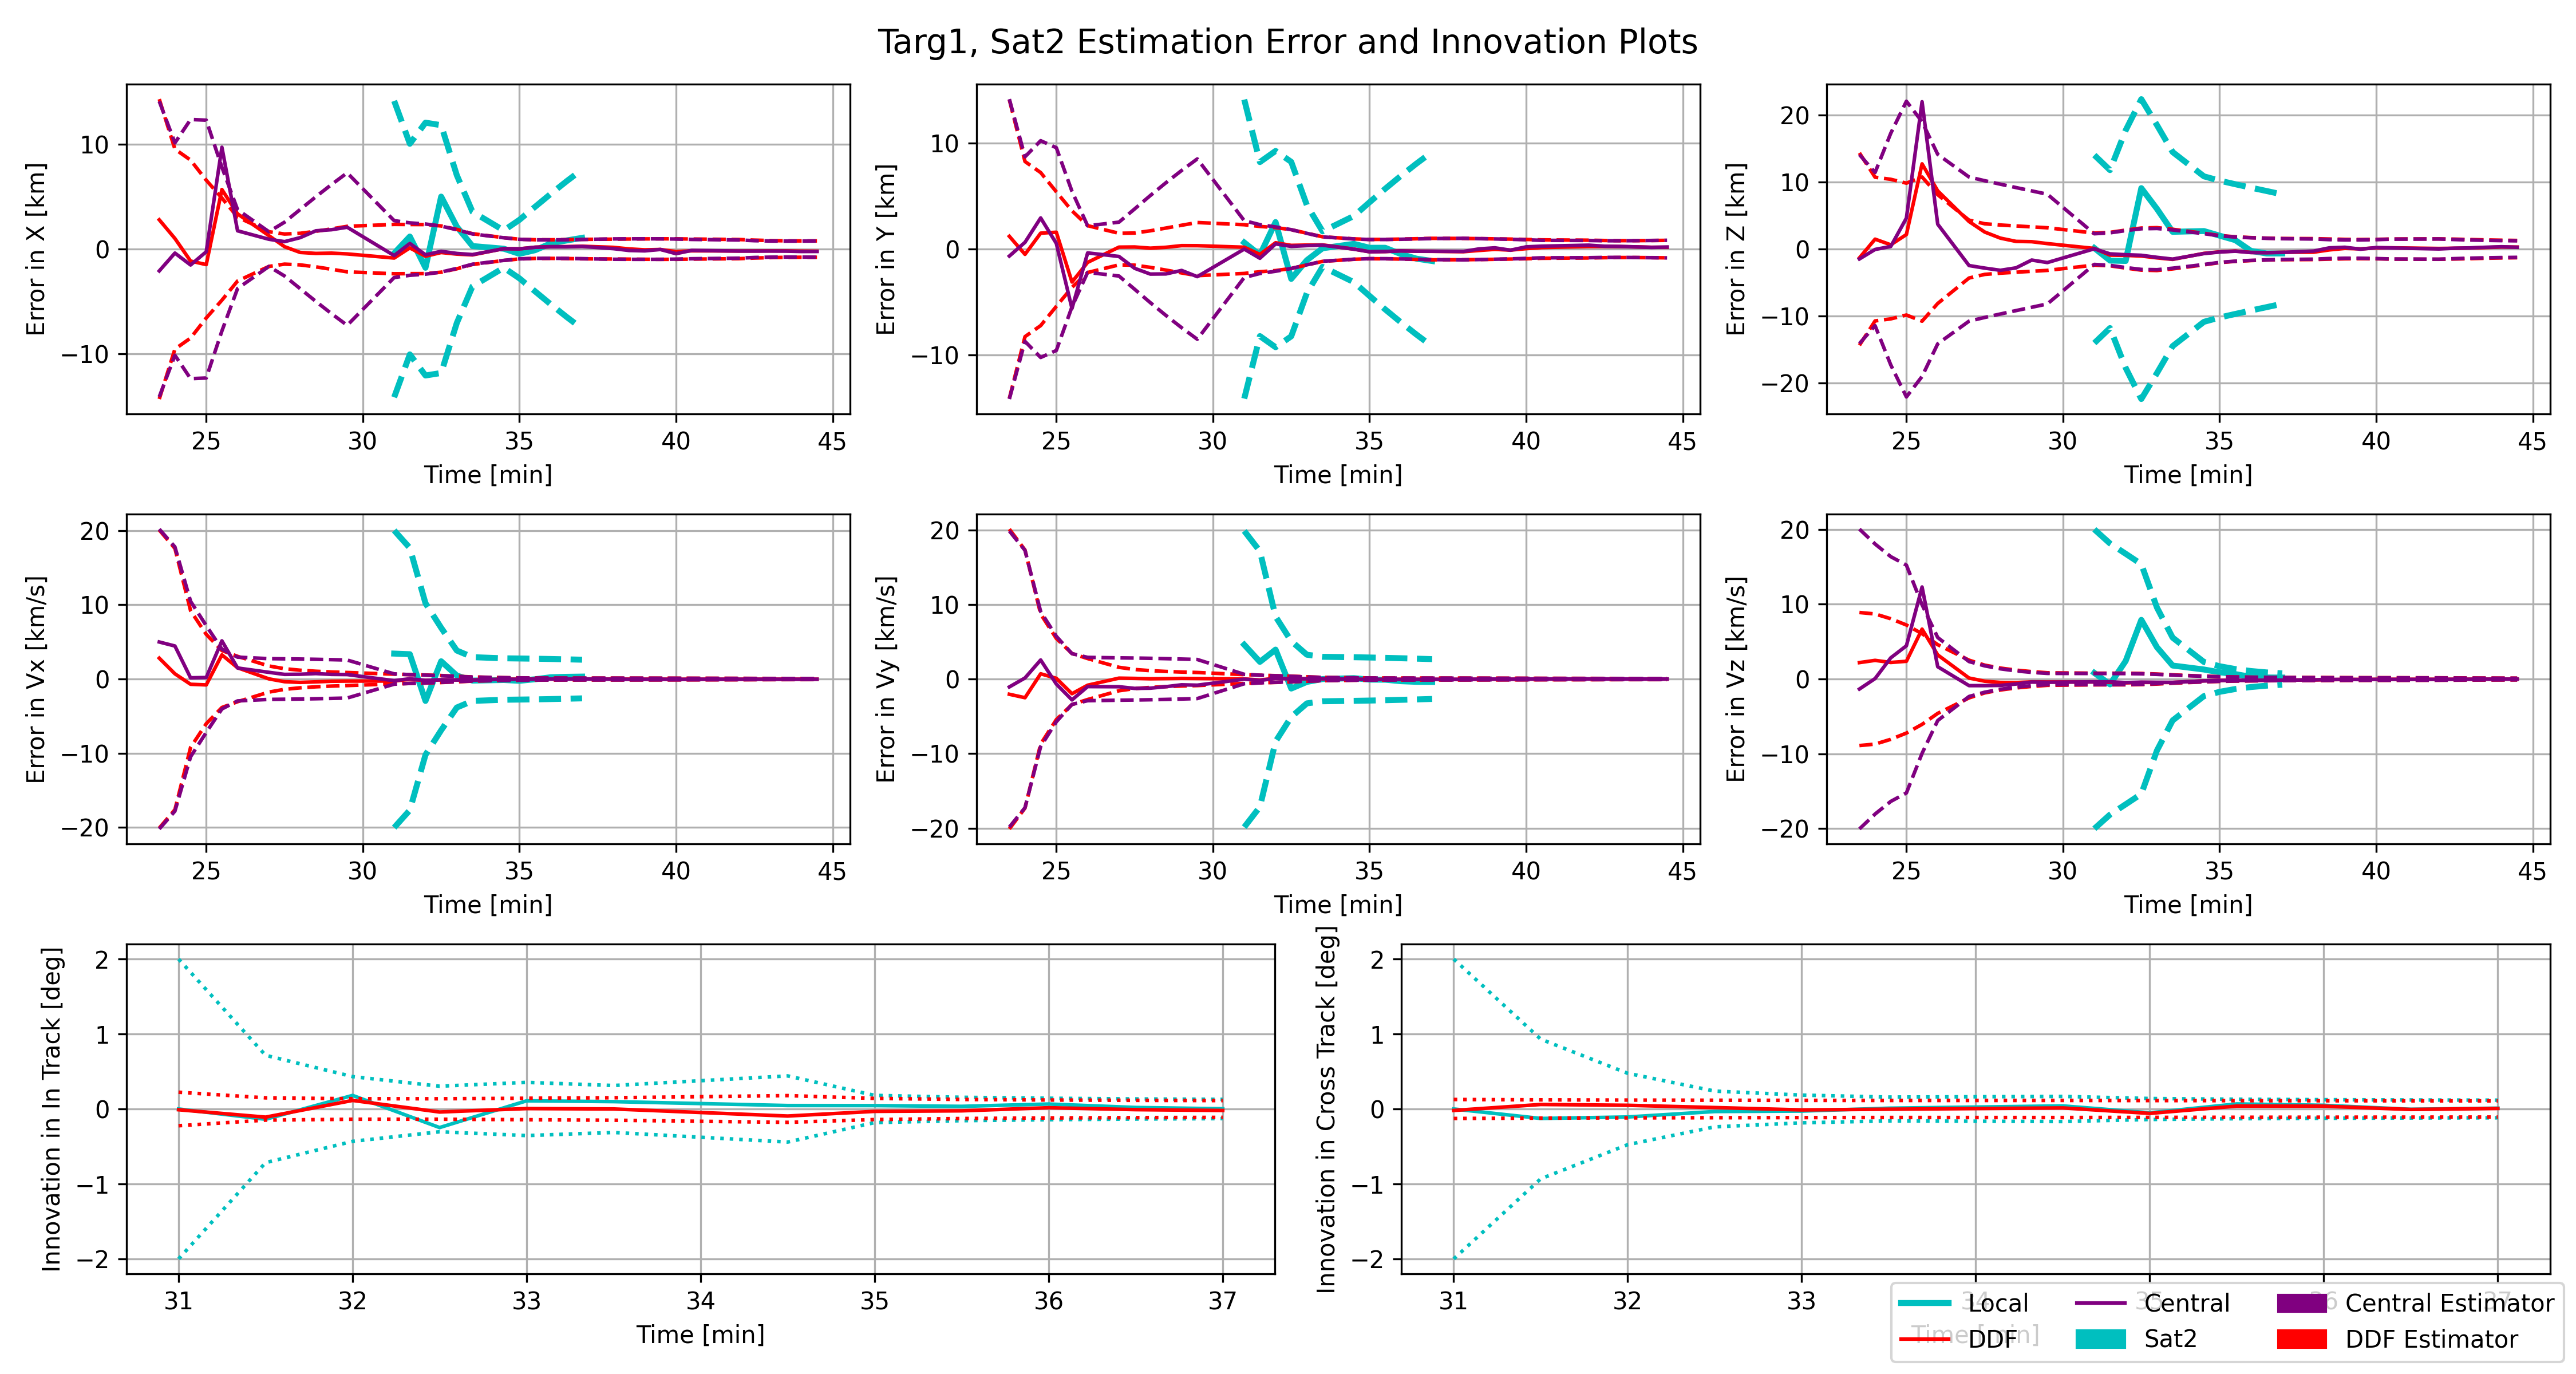 Targ1, Sat2 Estimation Error and Innovation Plots
Error in X [km]
10
0
−10
25 30 35 40 45
Time [min]
Error in Y [km]
10
0
−10
25 30 35 40 45
Time [min]
Error in Z [km]
20
10
0
−10
−20
25 30 35 40 45
Time [min]
Error in Vx [km/s]
20
10
0
−10
−20
25 30 35 40 45
Time [min]
Error in Vy [km/s]
20
10
0
−10
−20
25 30 35 40 45
Time [min]
Error in Vz [km/s]
20
10
0
−10
−20
25 30 35 40 45
Time [min]
Innovation in In Track [deg]
2
1
0
−1
−2
31 32 33 34 35 36 37
Time [min]
Innovation in Cross Track [deg]
2
1
0
−1
−2
31 32 33 34 35 36 37
Time [min]
Local Central Central Estimator
DDF Sat2 DDF Estimator